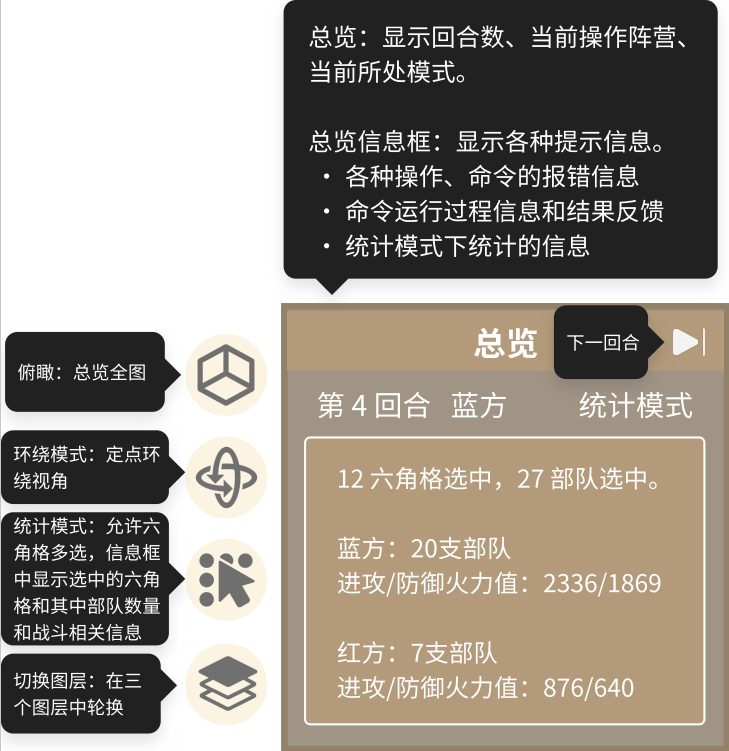 总览：显示回合数、当前操作阵营、
当前所处模式。
总览信息框：显示各种提示信息。
· 各种操作、命令的报错信息
· 命令运行过程信息和结果反馈
· 统计模式下统计的信息
俯瞰：总览全图
环绕模式：定点环
绕视角
统计模式：允许六
角格多选，信息框
中显示选中的六角
格和其中部队数量
和战斗相关信息
切换图层：在三
个图层中轮换
总览
下一回合
第 4 回合 蓝方 统计模式
12 六角格选中，27 部队选中。
蓝方：20支部队
进攻/防御火力值：2336/1869
红方：7支部队
进攻/防御火力值：876/640